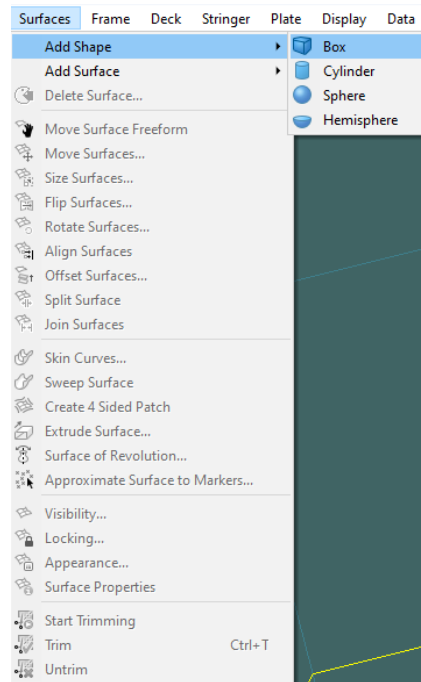 Surfaces Frame Deck Stringer Plate Display Data
Add Shape
Box
Add Surface
Cylinder
Delete Surface...
Sphere
Hemisphere
Move Surface Freeform
Move Surfaces...
Size Surfaces...
Flip Surfaces...
Rotate Surfaces...
Align Surfaces
Offset Surfaces...
Split Surface
Join Surfaces
Skin Curves...
Sweep Surface
Create 4 Sided Patch
Extrude Surface...
Surface of Revolution...
Approximate Surface to Markers...
Visibility...
Locking...
Appearance...
Surface Properties
Start Trimming
Trim Ctrl+T
Untrim